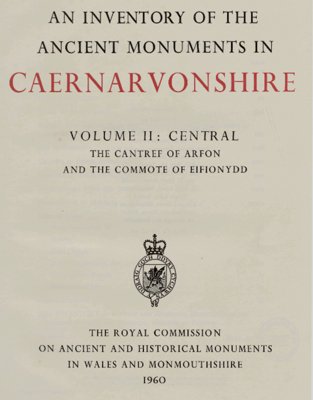 AN INVENTORY OF THE
ANCIENT MONUMENTS IN
CAERNARVONSHIRE
VOLUME II: CENTRAL
THE CANTREF OF ARFON
AND THE COMMOTE OF EIFIONYDD
THE ROYAL COMMISSION
ON ANCIENT AND HISTORICAL MONUMENTS
IN WALES AND MONMOUTHSHIRE
1960